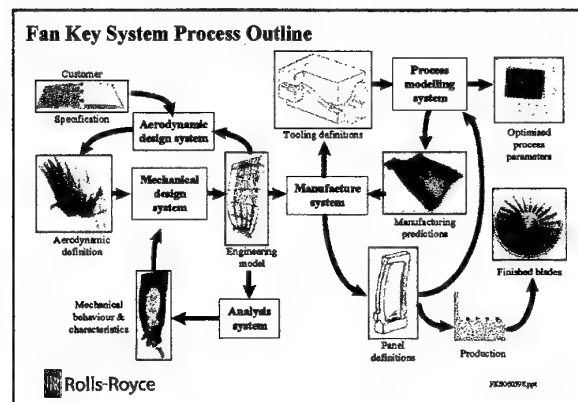 Fan Key System Process Outline
Customer
Specification
Aerodynamic
design system
Aerodynamic
definition
Mechanical
design
system
Engineering
model
Mechanical
behaviour &
characteristics
Analysis
system
Tooling definitions
Manufacture
system
Process
modelling
system
Optimised
process
parameters
Manufacturing
predictions
Panel
definitions
Production
Finished blades
Rolls-Royce